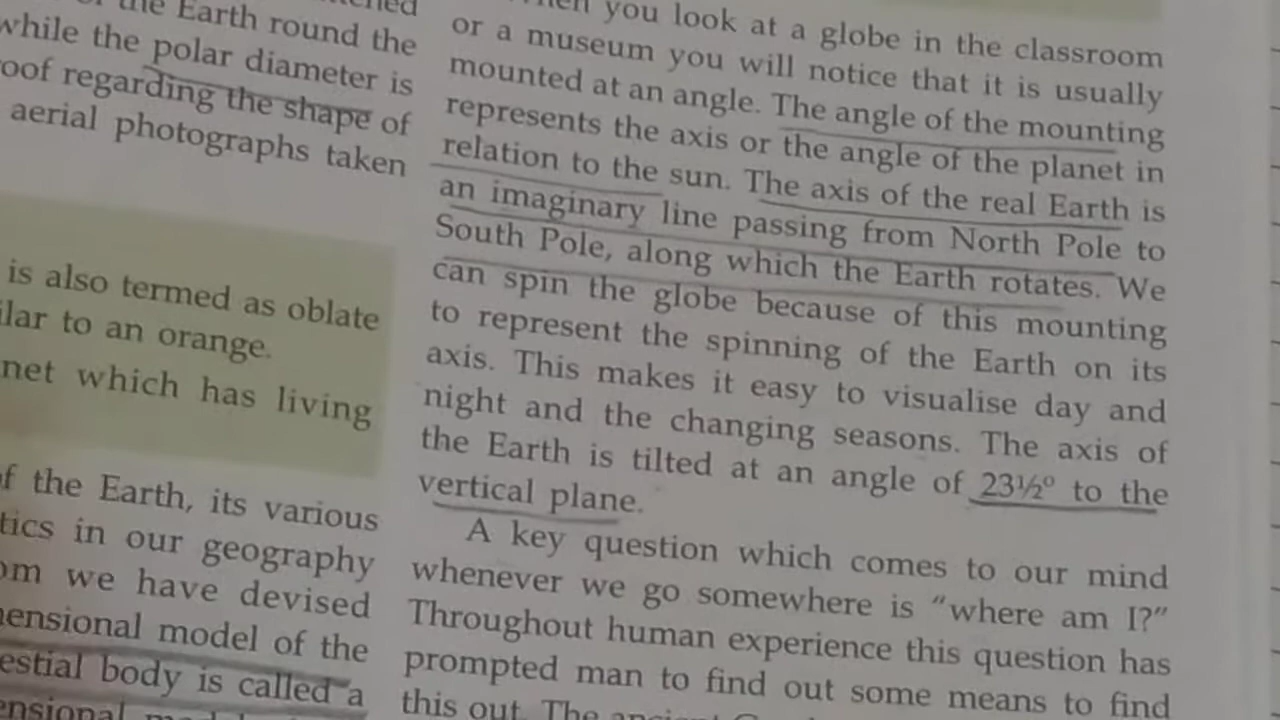 the Earth round the
while the polar diameter is
regarding the shape of
aerial photographs taken
is also termed as oblate
to an orange.
which has living
of the Earth, its various
in our geography
we have devised
model of the
body is called a
you look at a globe in the classroom
or a museum you will notice that it is usually
mounted at an angle. The angle of the mounting
represents the axis or the angle of the planet in
relation to the sun. The axis of the real Earth is
an imaginary line passing from North Pole to
South Pole, along which the Earth rotates. We
can spin the globe because of this mounting
to represent the spinning of the Earth on its
axis. This makes it easy to visualise day and
night and the changing seasons. The axis of
the Earth is tilted at an angle of 23½° to the
vertical plane.
A key question which comes to our mind
whenever we go somewhere is “where am I?”
Throughout human experience this question has
prompted man to find out some means to find
this out. The